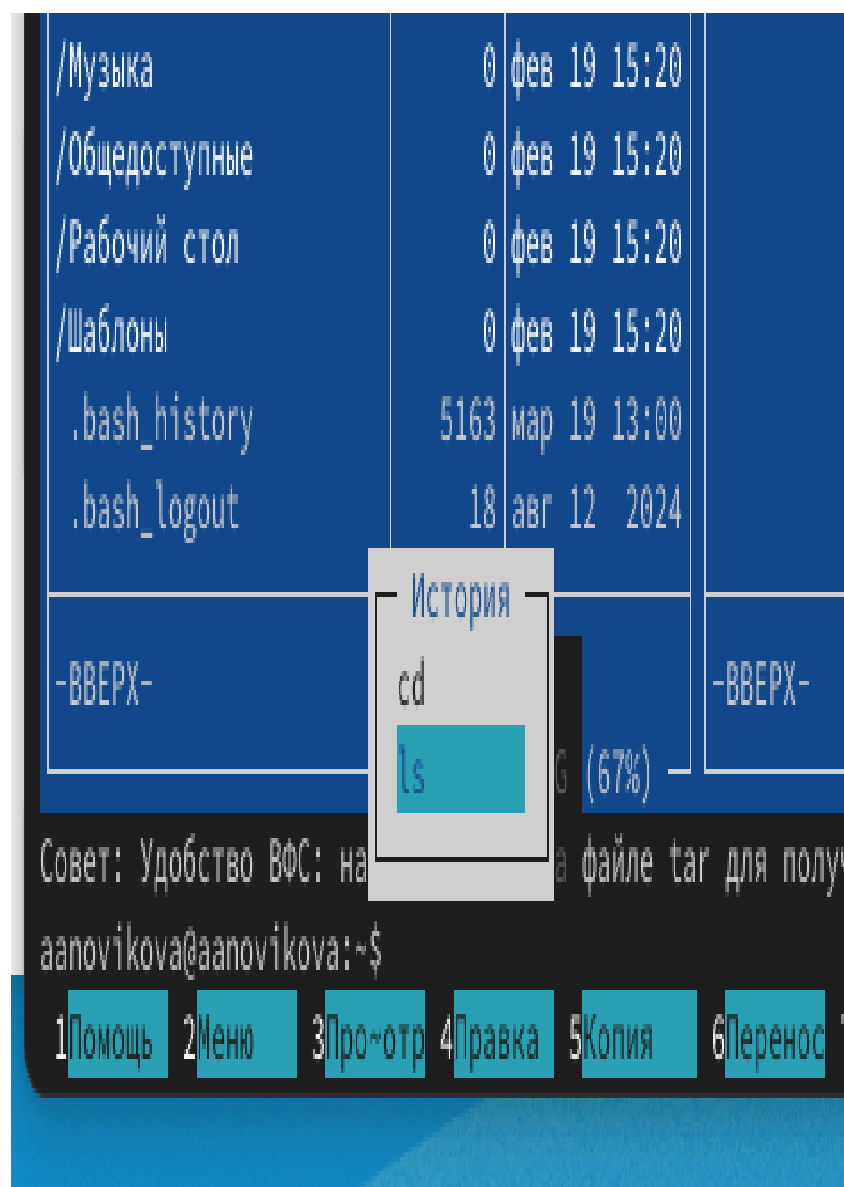 /Музыка 0 фев 19 15:20
/Общедоступные 0 фев 19 15:20
/Рабочий стол 0 фев 19 15:20
/Шаблоны 0 фев 19 15:20
.bash_history 5163 мар 19 13:00
.bash_logout 18 авг 12 2024
История
-ВВЕРХ- cd -ВВЕРХ-
ls G (67%)
Совет: Удобство ВФС: на а файле tar для получ
aanovikova@aanovikova:~$
1Помощь 2Меню 3Про~отр 4Правка 5Копия 6Перенос